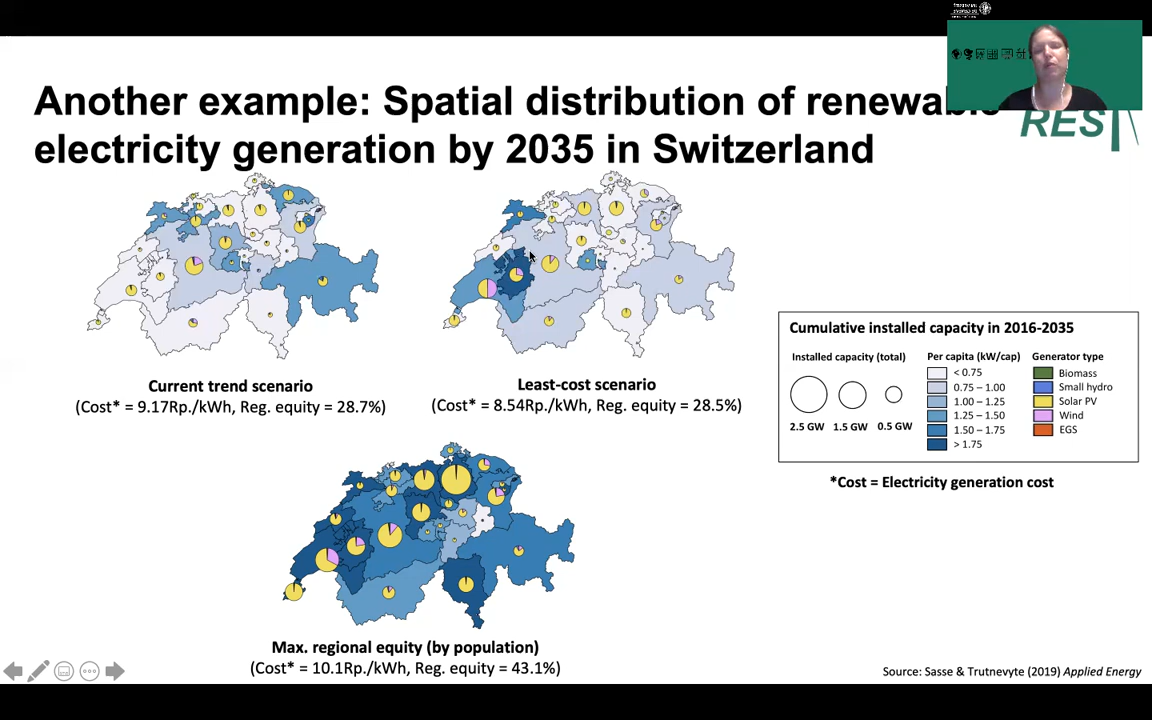 Another example: Spatial distribution of renewable
electricity generation by 2035 in Switzerland
REST
Current trend scenario
(Cost* = 9.17Rp./kWh, Reg. equity = 28.7%)
Least-cost scenario
(Cost* = 8.54Rp./kWh, Reg. equity = 28.5%)
Cumulative installed capacity in 2016-2035
Installed capacity (total)
2.5 GW
1.5 GW
0.5 GW
Per capita (kW/cap)
< 0.75
0.75 – 1.00
1.00 – 1.25
1.25 – 1.50
1.50 – 1.75
> 1.75
Generator type
Biomass
Small hydro
Solar PV
Wind
EGS
*Cost = Electricity generation cost
Max. regional equity (by population)
(Cost* = 10.1Rp./kWh, Reg. equity = 43.1%)
Source: Sasse & Trutnevyte (2019) Applied Energy